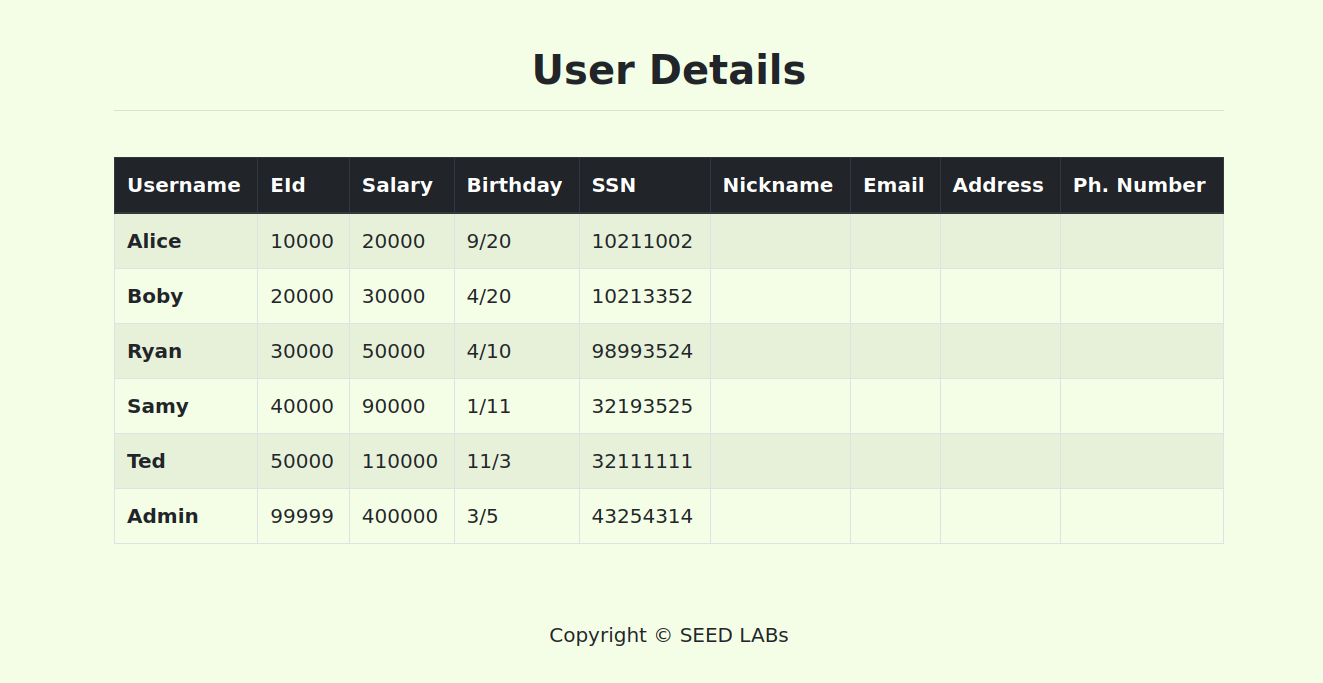 User Details
Username EId Salary Birthday SSN Nickname Email Address Ph. Number
Alice 10000 20000 9/20 10211002
Boby 20000 30000 4/20 10213352
Ryan 30000 50000 4/10 98993524
Samy 40000 90000 1/11 32193525
Ted 50000 110000 11/3 32111111
Admin 99999 400000 3/5 43254314
Copyright © SEED LABs